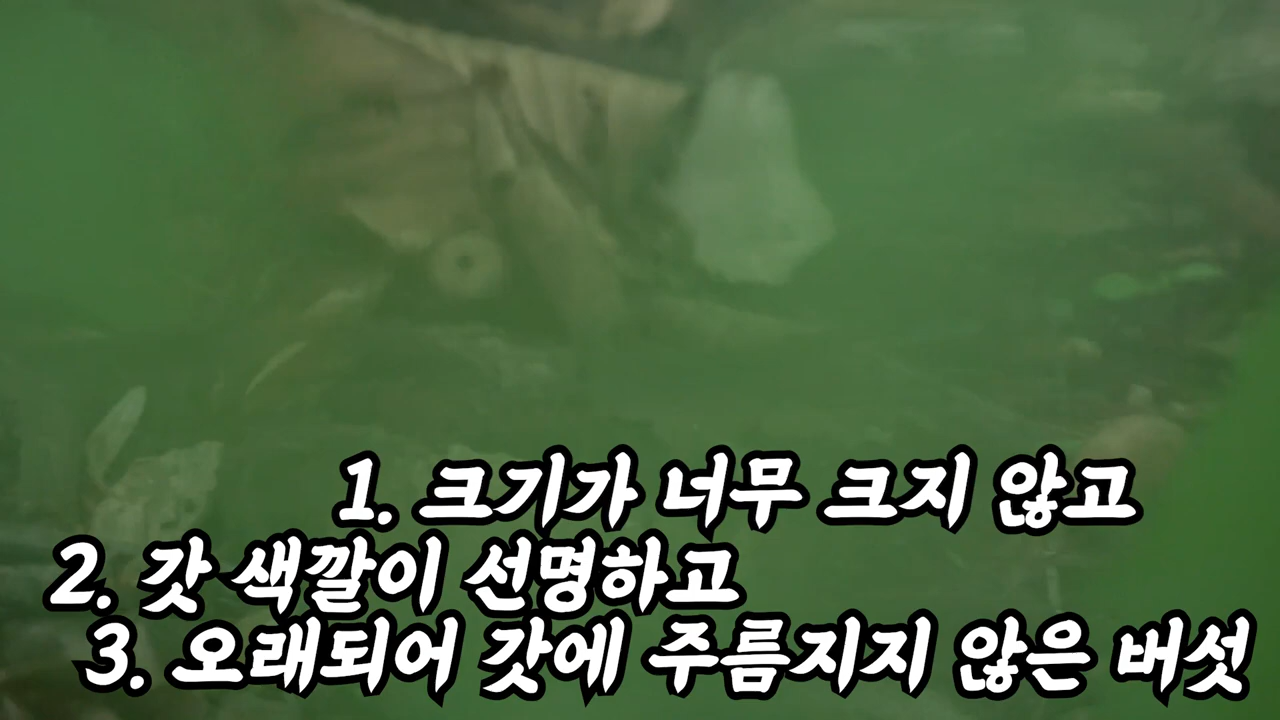 1. 크기가 너무 크지 않고
2. 갓 색깔이 선명하고
3. 오래되어 갓에 주름지지 않은 버섯